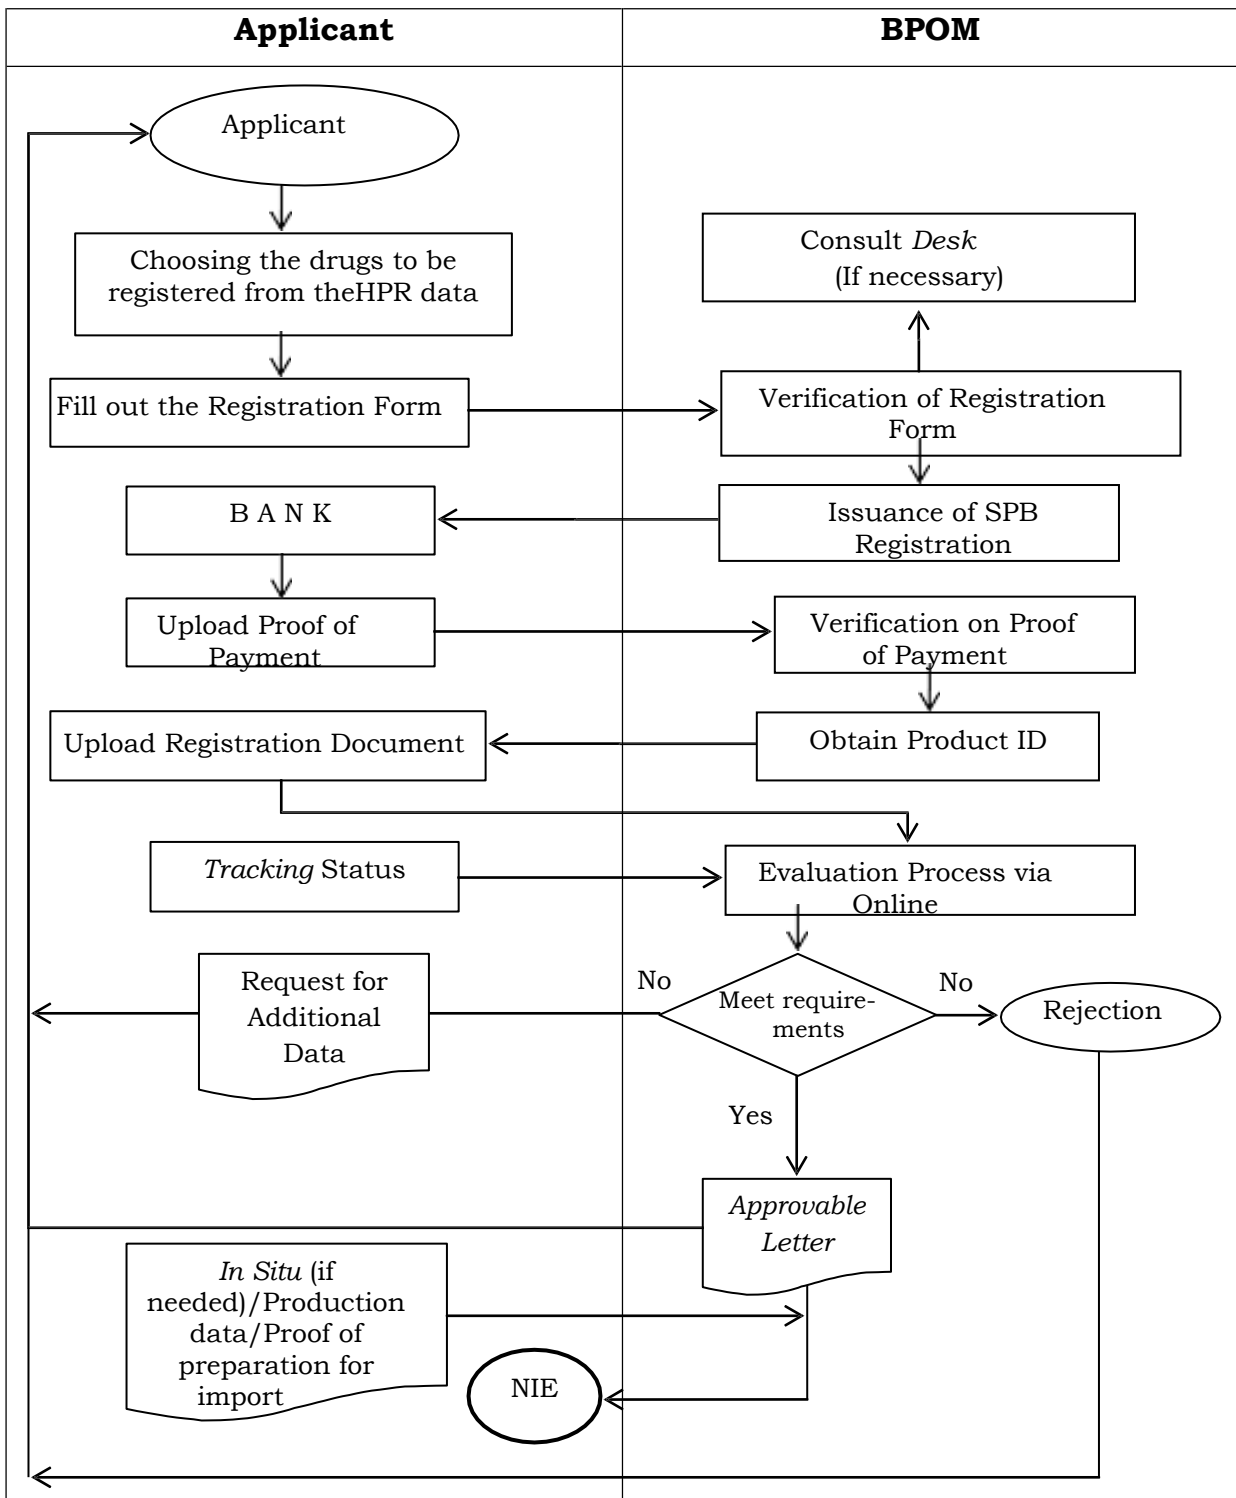 Applicant
BPOM
Applicant
Consult Desk
(If necessary)
Choosing the drugs to be
registered from theHPR data
Fill out the Registration Form
Verification of Registration
Form
B A N K
Issuance of SPB
Registration
Upload Proof of
Payment
Verification on Proof
of Payment
Upload Registration Document
Obtain Product ID
Tracking Status
Evaluation Process via
Online
Request for
Additional
Data
No
Meet require-
ments
No
Rejection
Yes
Approvable
Letter
In Situ (if
needed)/Production
data/Proof of
preparation for
import
NIE